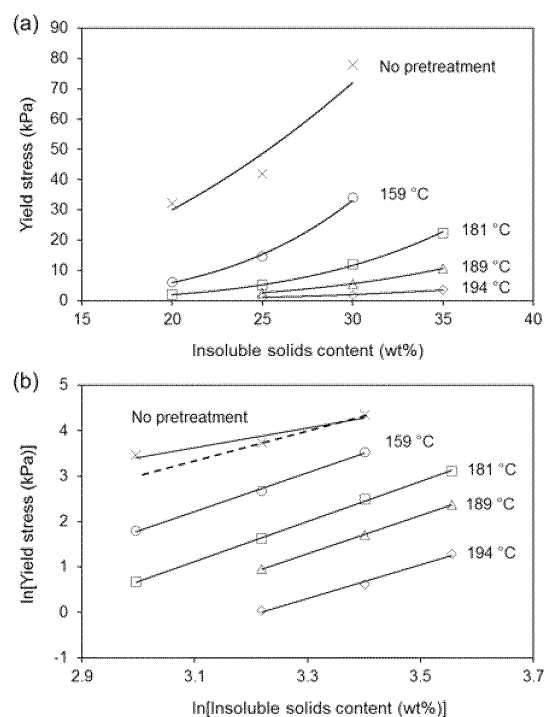 (a)
90
80
70
60
50
40
30
20
10
0
Yield stress (kPa)
No pretreatment
159 °C
181 °C
189 °C
194 °C
15 20 25 30 35 40
Insoluble solids content (wt%)
(b)
5
4
3
2
1
0
-1
ln[Yield stress (kPa)]
No pretreatment
159 °C
181 °C
189 °C
194 °C
2.9 3.1 3.3 3.5 3.7
ln[Insoluble solids content (wt%)]